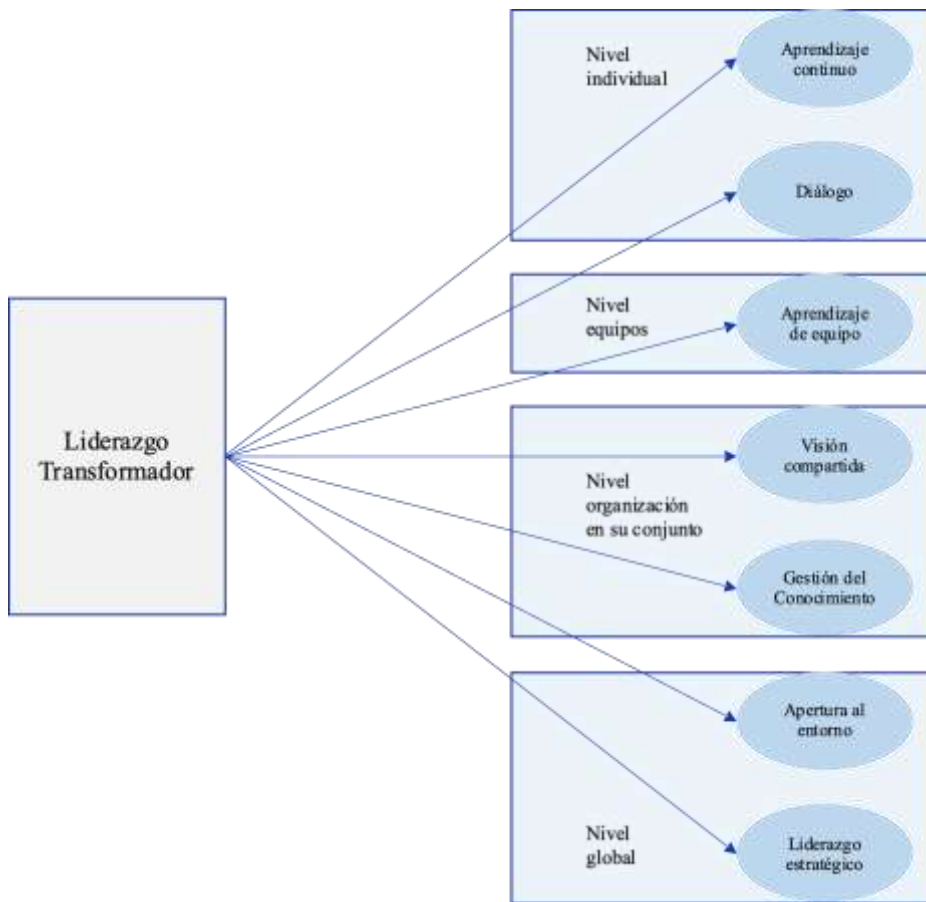 Nivel
individual
Aprendizaje
continuo
Diálogo
Nivel
equipos
Aprendizaje
de equipo
Liderazgo
Transformador
Nivel
organización
en su conjunto
Visión
compartida
Gestión del
Conocimiento
Apertura al
entorno
Nivel
global
Liderazgo
estratégico